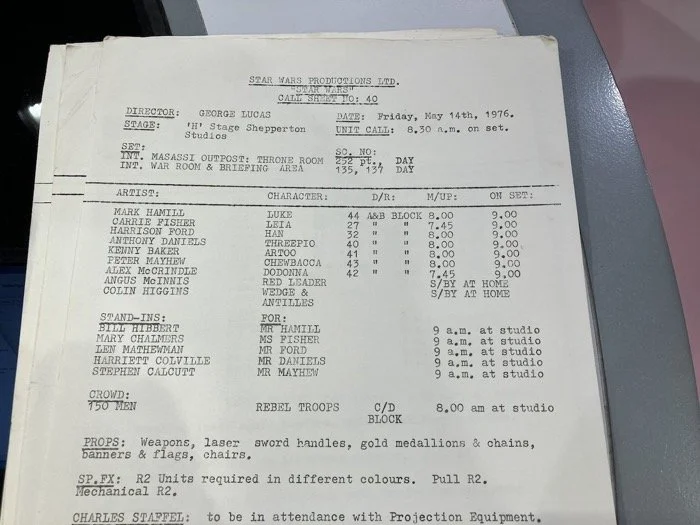 STAR WARS PRODUCTIONS LTD.
"STAR WARS"
CALL SHEET NO: 40
DIRECTOR: GEORGE LUCAS DATE: Friday, May 14th, 1976.
STAGE: 'H' Stage Shepperton Studios UNIT CALL: 8.30 a.m. on set.
SET: SC. NO:
INT. MASASSI OUTPOST: THRONE ROOM 252 pt., DAY
INT. WAR ROOM & BRIEFING AREA 135, 137 DAY
ARTIST: CHARACTER: D/R: M/UP: ON SET:
MARK HAMILL LUKE 44 A&B BLOCK 8.00 9.00
CARRIE FISHER LEIA 27 " " 7.45 9.00
HARRISON FORD HAN 32 " " 8.00 9.00
ANTHONY DANIELS THREEPIO 40 " " 8.00 9.00
KENNY BAKER ARTOO 41 " " 8.00 9.00
PETER MAYHEW CHEWBACCA 43 " " 8.00 9.00
ALEX McCRINDLE DODONNA 42 " " 7.45 9.00
ANGUS McINNIS RED LEADER S/BY AT HOME
COLIN HIGGINS WEDGE & ANTILLES S/BY AT HOME
STAND-INS: FOR:
BILL HIBBERT MR HAMILL 9 a.m. at studio
MARY CHALMERS MS FISHER 9 a.m. at studio
LEN MATHEWMAN MR FORD 9 a.m. at studio
HARRIETT COLVILLE MR DANIELS 9 a.m. at studio
STEPHEN CALCUTT MR MAYHEW 9 a.m. at studio
CROWD:
150 MEN REBEL TROOPS C/D BLOCK 8.00 am at studio
PROPS: Weapons, laser sword handles, gold medallions & chains,
banners & flags, chairs.
SP.FX: R2 Units required in different colours. Pull R2.
Mechanical R2.
CHARLES STAFFEL: to be in attendance with Projection Equipment.